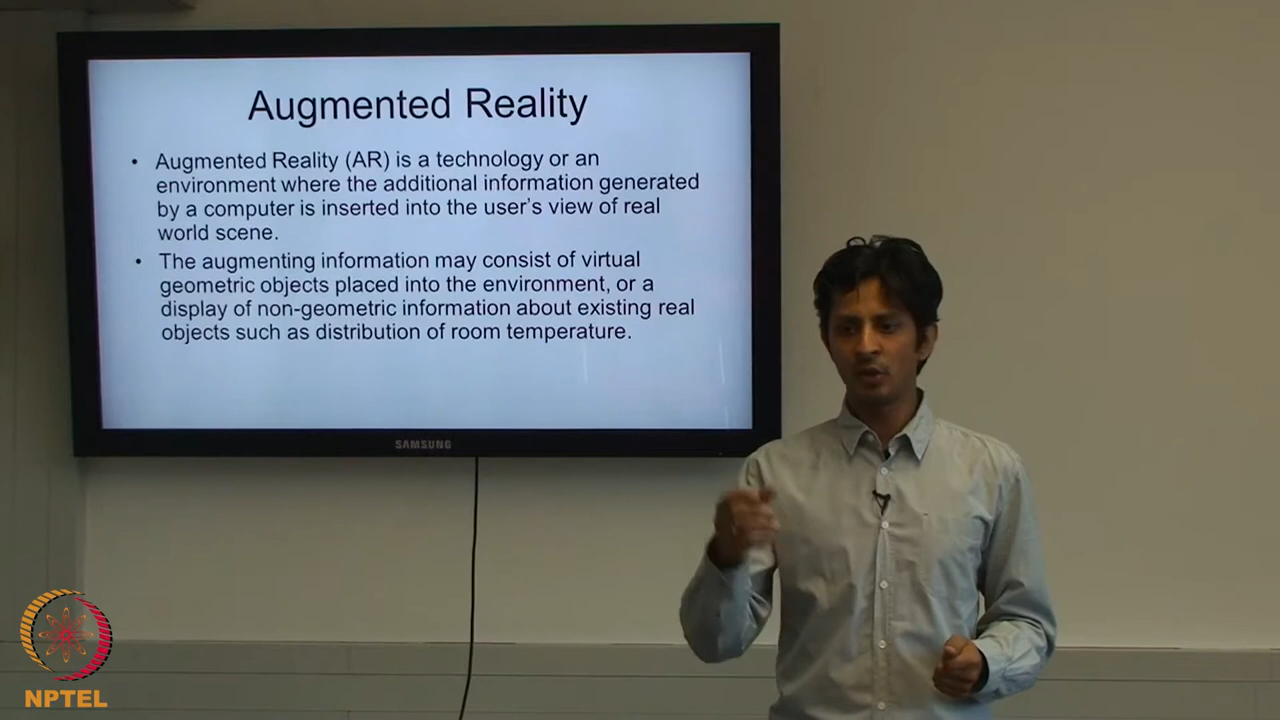 Augmented Reality
• Augmented Reality (AR) is a technology or an
environment where the additional information generated
by a computer is inserted into the user's view of real
world scene.
• The augmenting information may consist of virtual
geometric objects placed into the environment, or a
display of non-geometric information about existing real
objects such as distribution of room temperature.
SAMSUNG
NPTEL